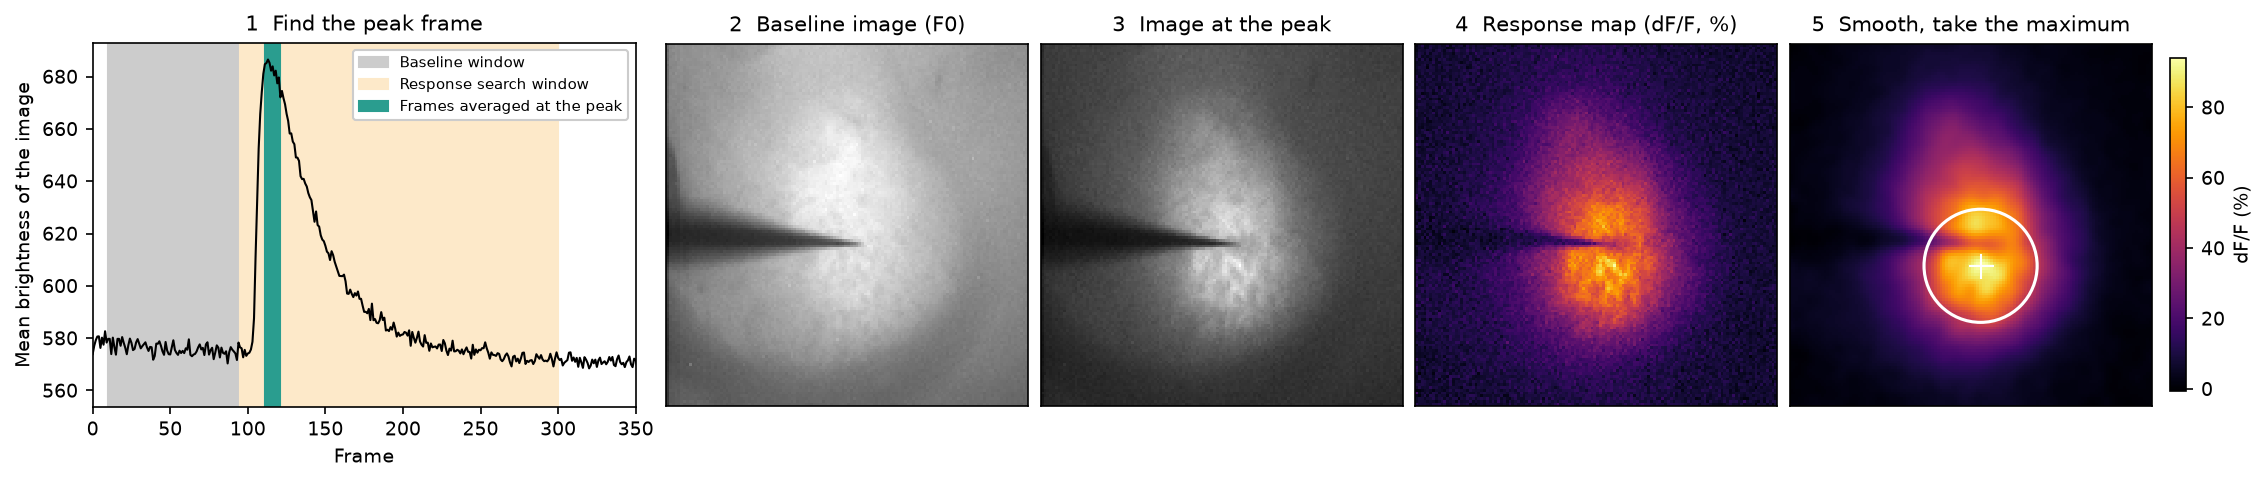 1  Find the peak frame
Mean brightness of the image
680
660
640
620
600
580
560
0 50 100 150 200 250 300 350
Frame
Baseline window
Response search window
Frames averaged at the peak
2  Baseline image (F0)
3  Image at the peak
4  Response map (dF/F, %)
5  Smooth, take the maximum
80
60
40
20
0
dF/F (%)